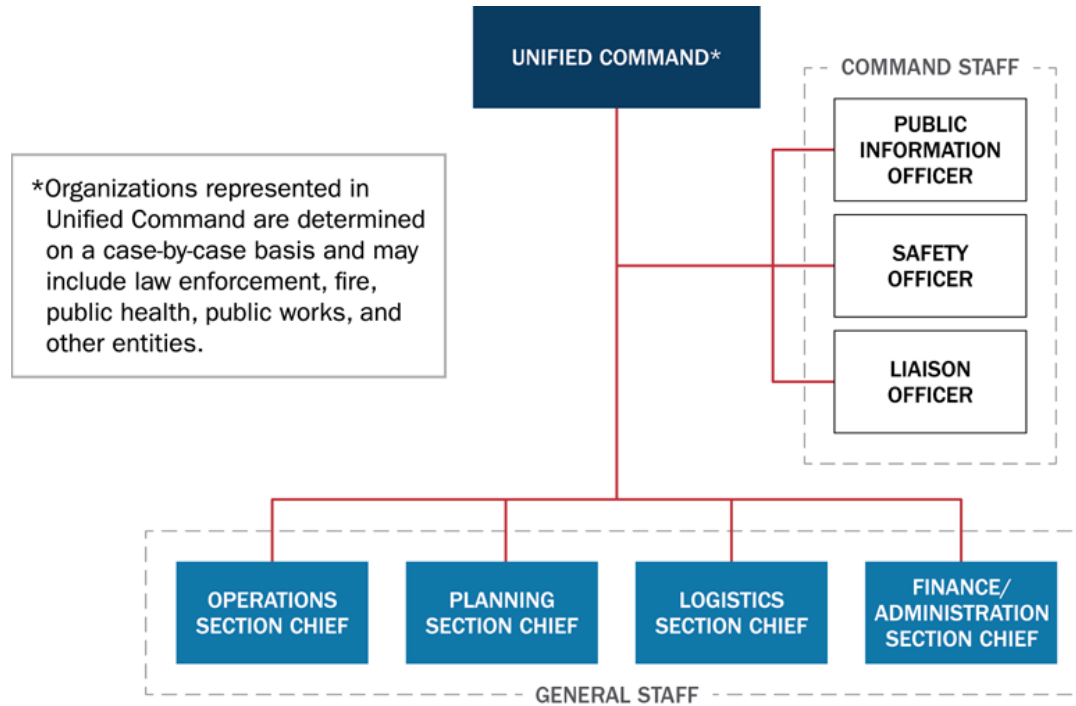 UNIFIED COMMAND*
COMMAND STAFF
PUBLIC
INFORMATION
OFFICER
SAFETY
OFFICER
LIAISON
OFFICER
*Organizations represented in
Unified Command are determined
on a case-by-case basis and may
include law enforcement, fire,
public health, public works, and
other entities.
OPERATIONS
SECTION CHIEF
PLANNING
SECTION CHIEF
LOGISTICS
SECTION CHIEF
FINANCE/
ADMINISTRATION
SECTION CHIEF
GENERAL STAFF